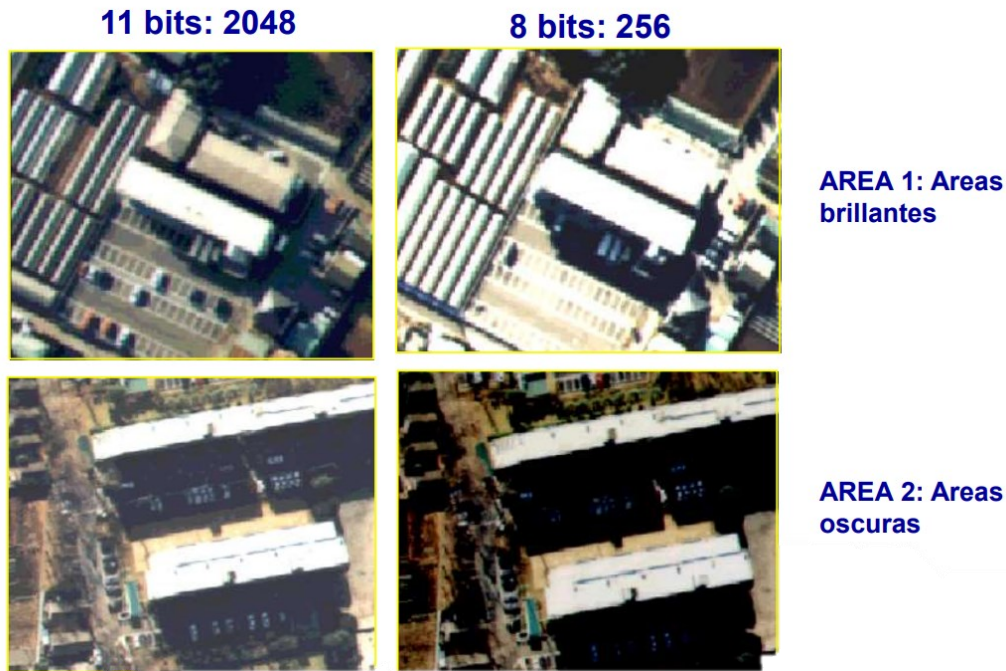 11 bits: 2048
8 bits: 256
AREA 1: Areas
brillantes
AREA 2: Areas
oscuras